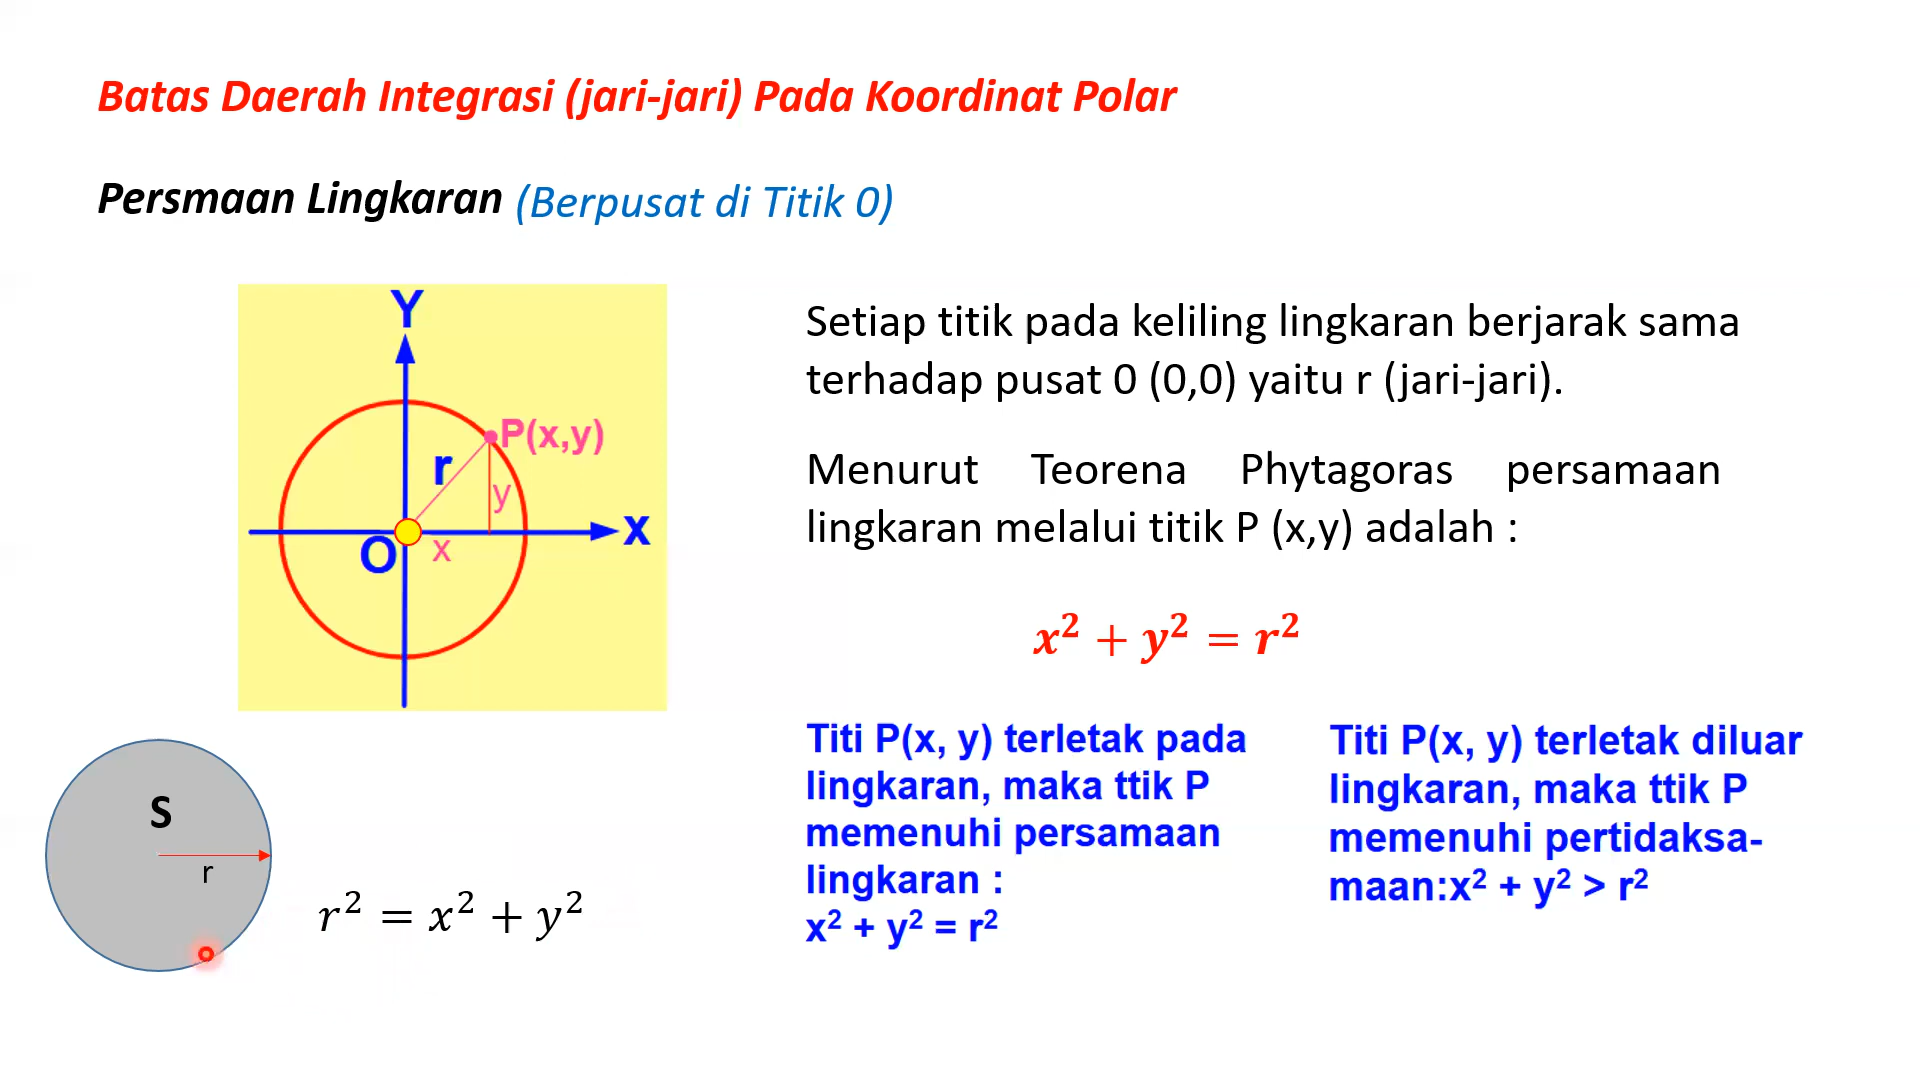 Batas Daerah Integrasi (jari-jari) Pada Koordinat Polar
Persmaan Lingkaran (Berpusat di Titik 0)
Y
P(x,y)
r
y
X
O
x
Setiap titik pada keliling lingkaran berjarak sama
terhadap pusat 0 (0,0) yaitu r (jari-jari).
Menurut Teorena Phytagoras persamaan
lingkaran melalui titik P (x,y) adalah :
x² + y² = r²
Titi P(x, y) terletak pada
lingkaran, maka ttik P
memenuhi persamaan
lingkaran :
x² + y² = r²
Titi P(x, y) terletak diluar
lingkaran, maka ttik P
memenuhi pertidaksa-
maan:x² + y² > r²
S
r
r² = x² + y²